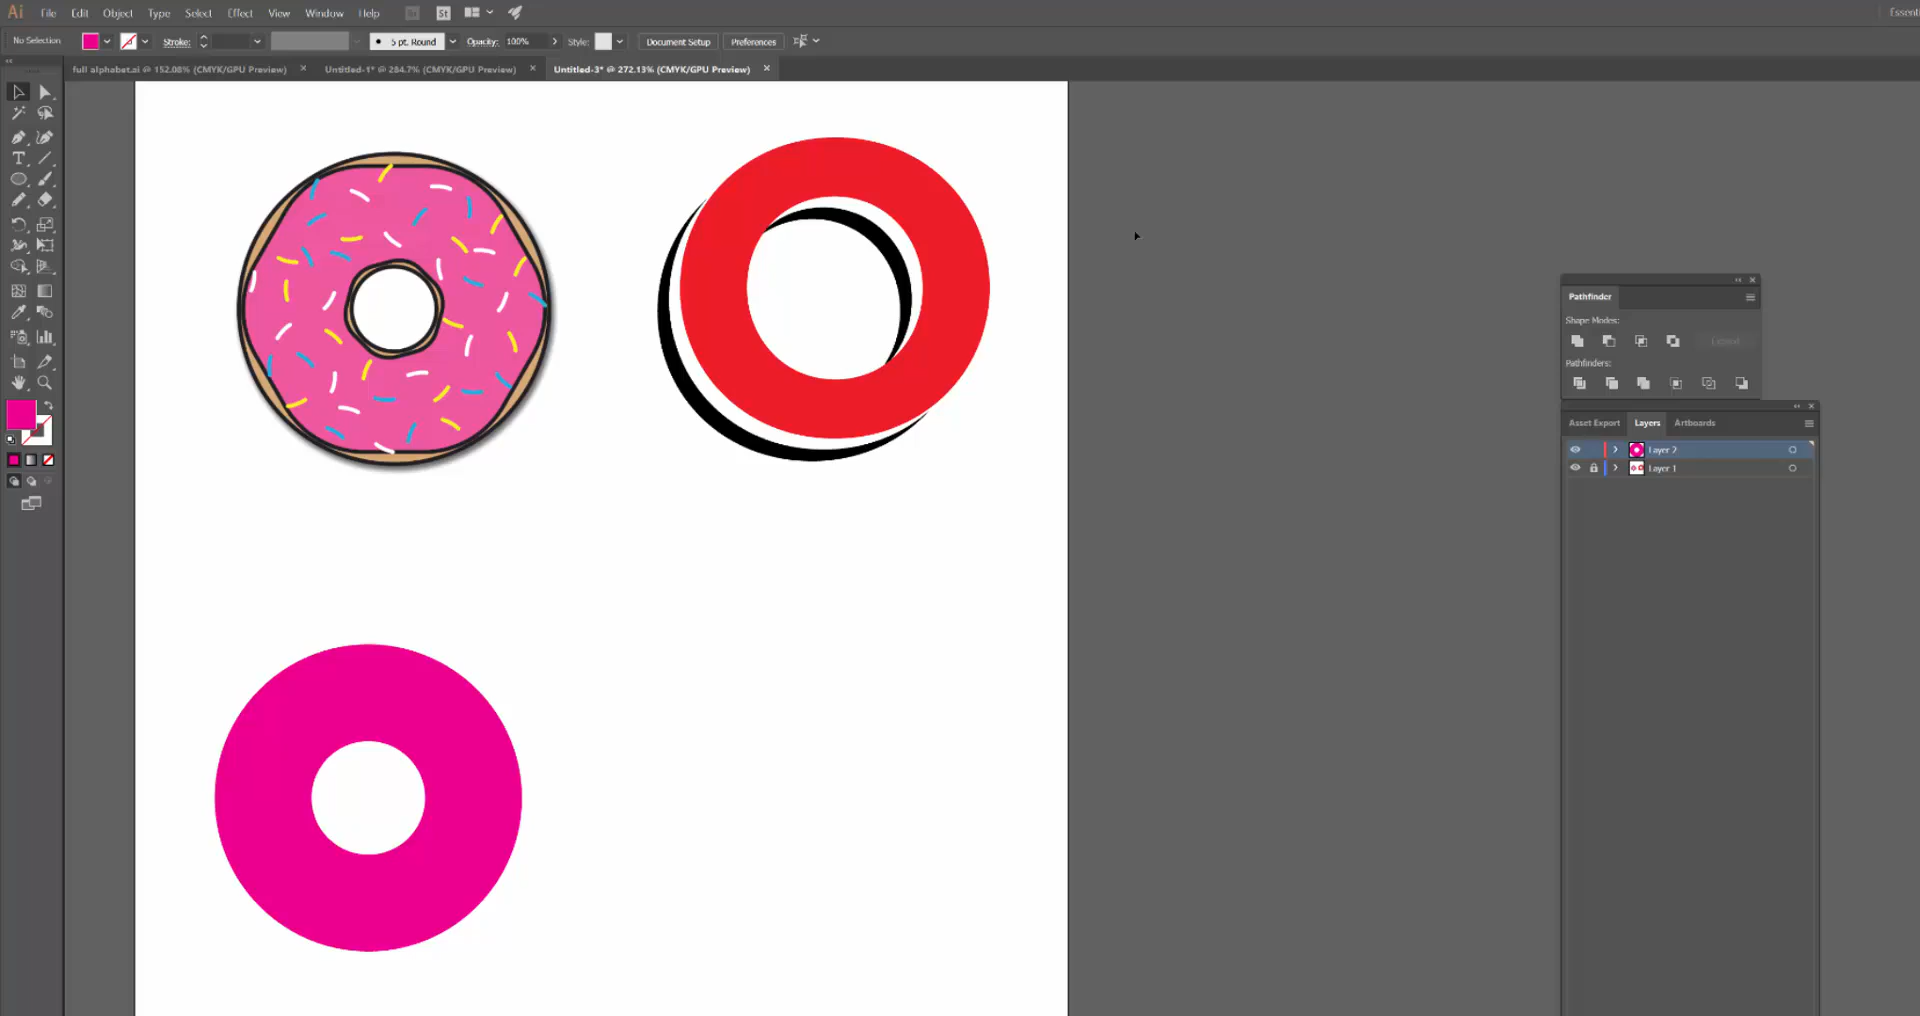 Ai File Edit Object Type Select Effect View Window Help St
No Selection Stroke: 5 pt. Round Opacity: 100% Style: Document Setup Preferences
full alphabet.ai @ 152.08% (CMYK/GPU Preview) × Untitled-1* @ 284.7% (CMYK/GPU Preview) × Untitled-3* @ 272.13% (CMYK/GPU Preview) ×
Pathfinder
Shape Modes:
Pathfinders:
Asset Export Layers Artboards
Layer 2
Layer 1